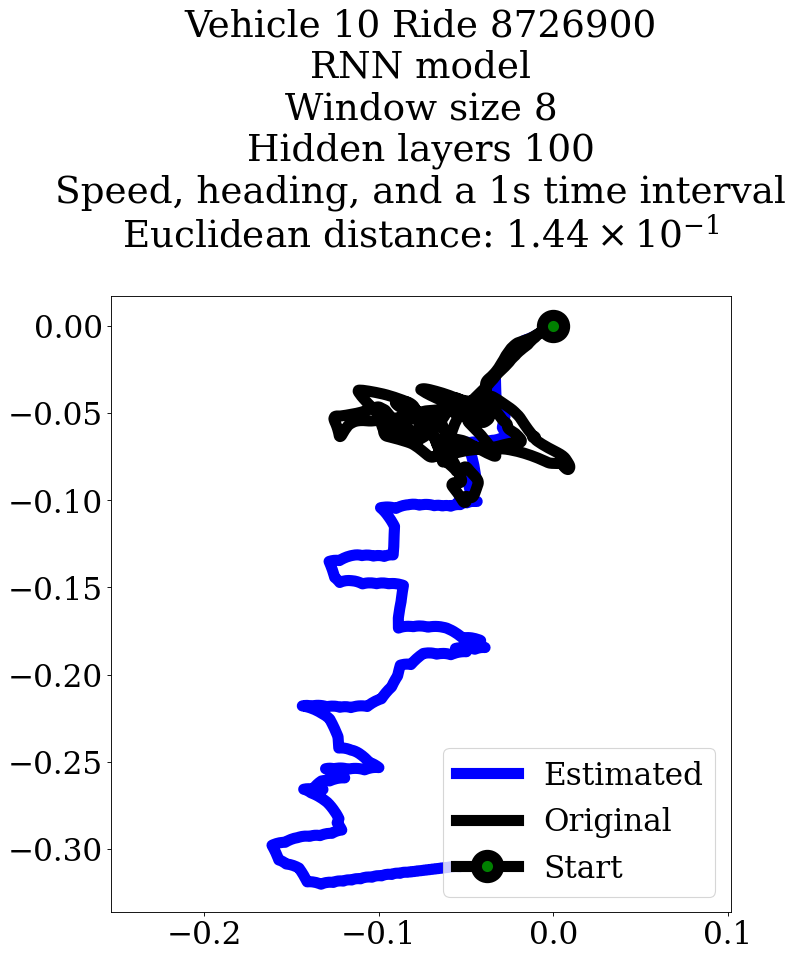 Vehicle 10 Ride 8726900
RNN model
Window size 8
Hidden layers 100
Speed, heading, and a 1s time interval
Euclidean distance: 1.44 × 10⁻¹
0.00
−0.05
−0.10
−0.15
−0.20
−0.25
−0.30
Estimated
Original
Start
−0.2 −0.1 0.0 0.1